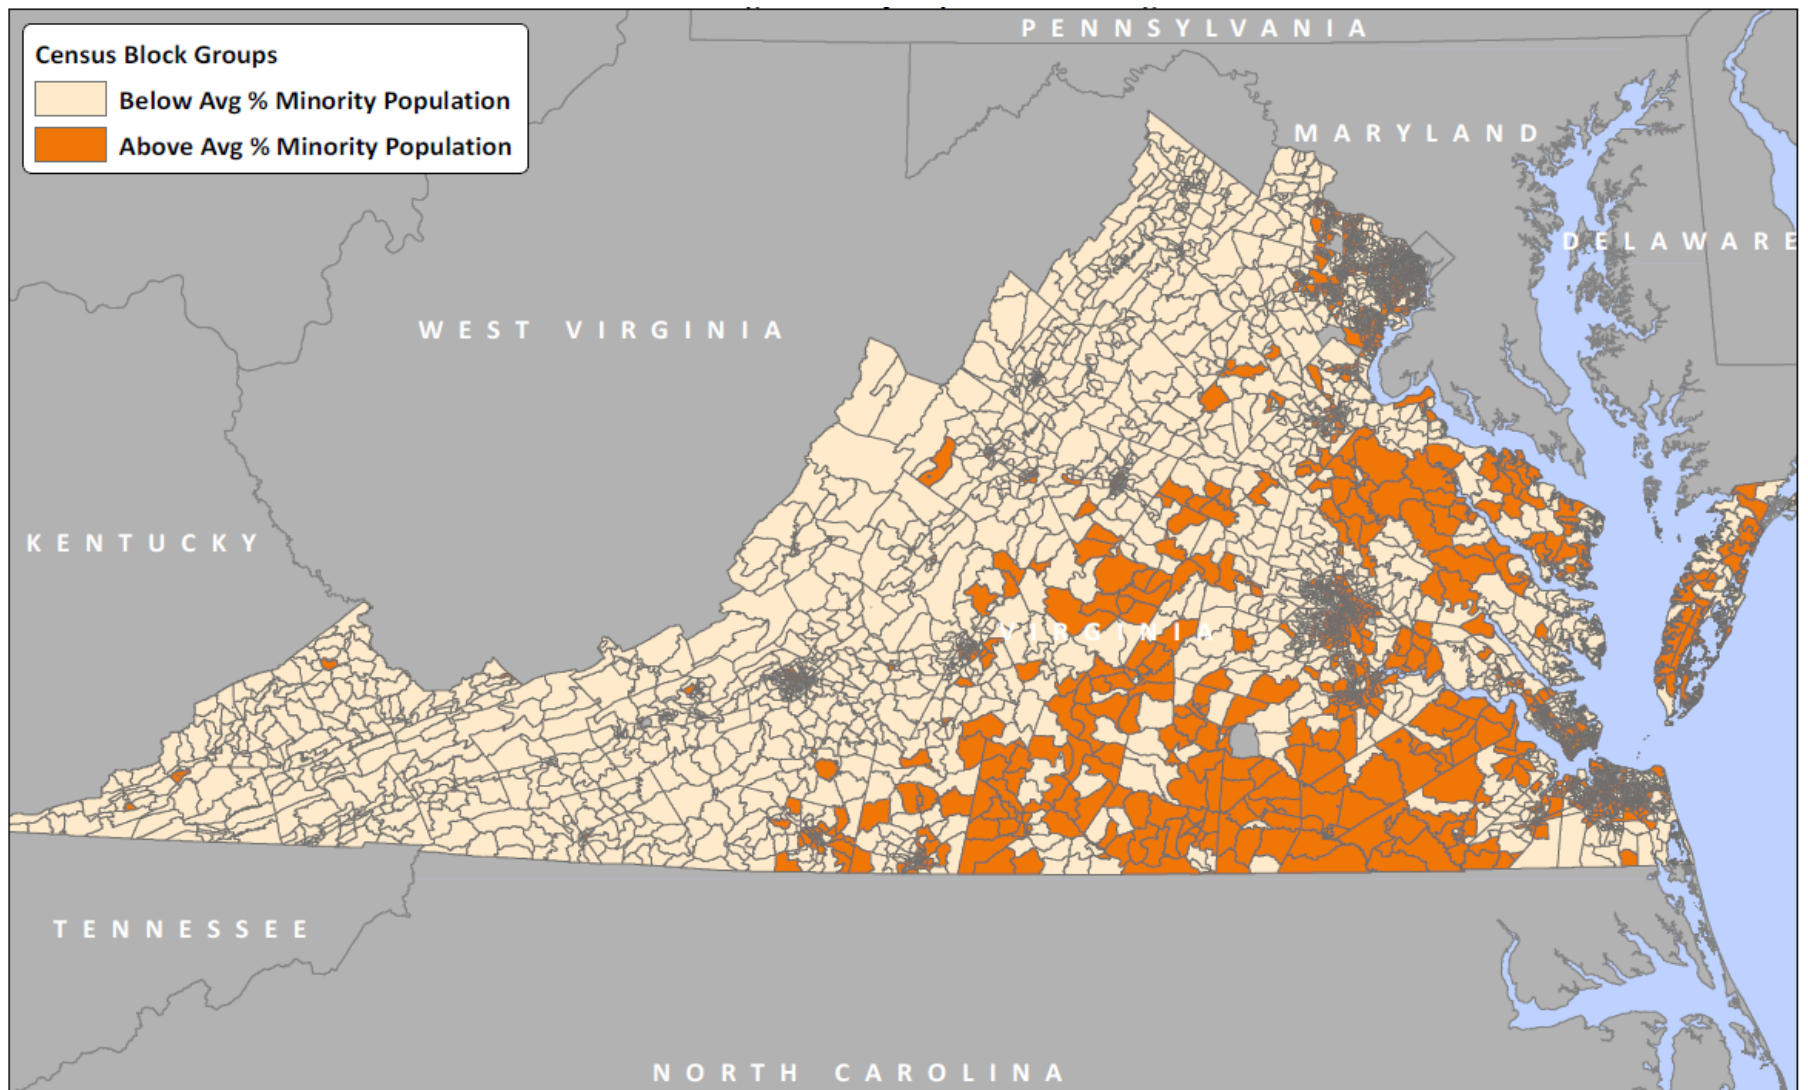 Census Block Groups
Below Avg % Minority Population
Above Avg % Minority Population
PENNSYLVANIA
MARYLAND
DELAWARE
WEST VIRGINIA
KENTUCKY
VIRGINIA
TENNESSEE
NORTH CAROLINA